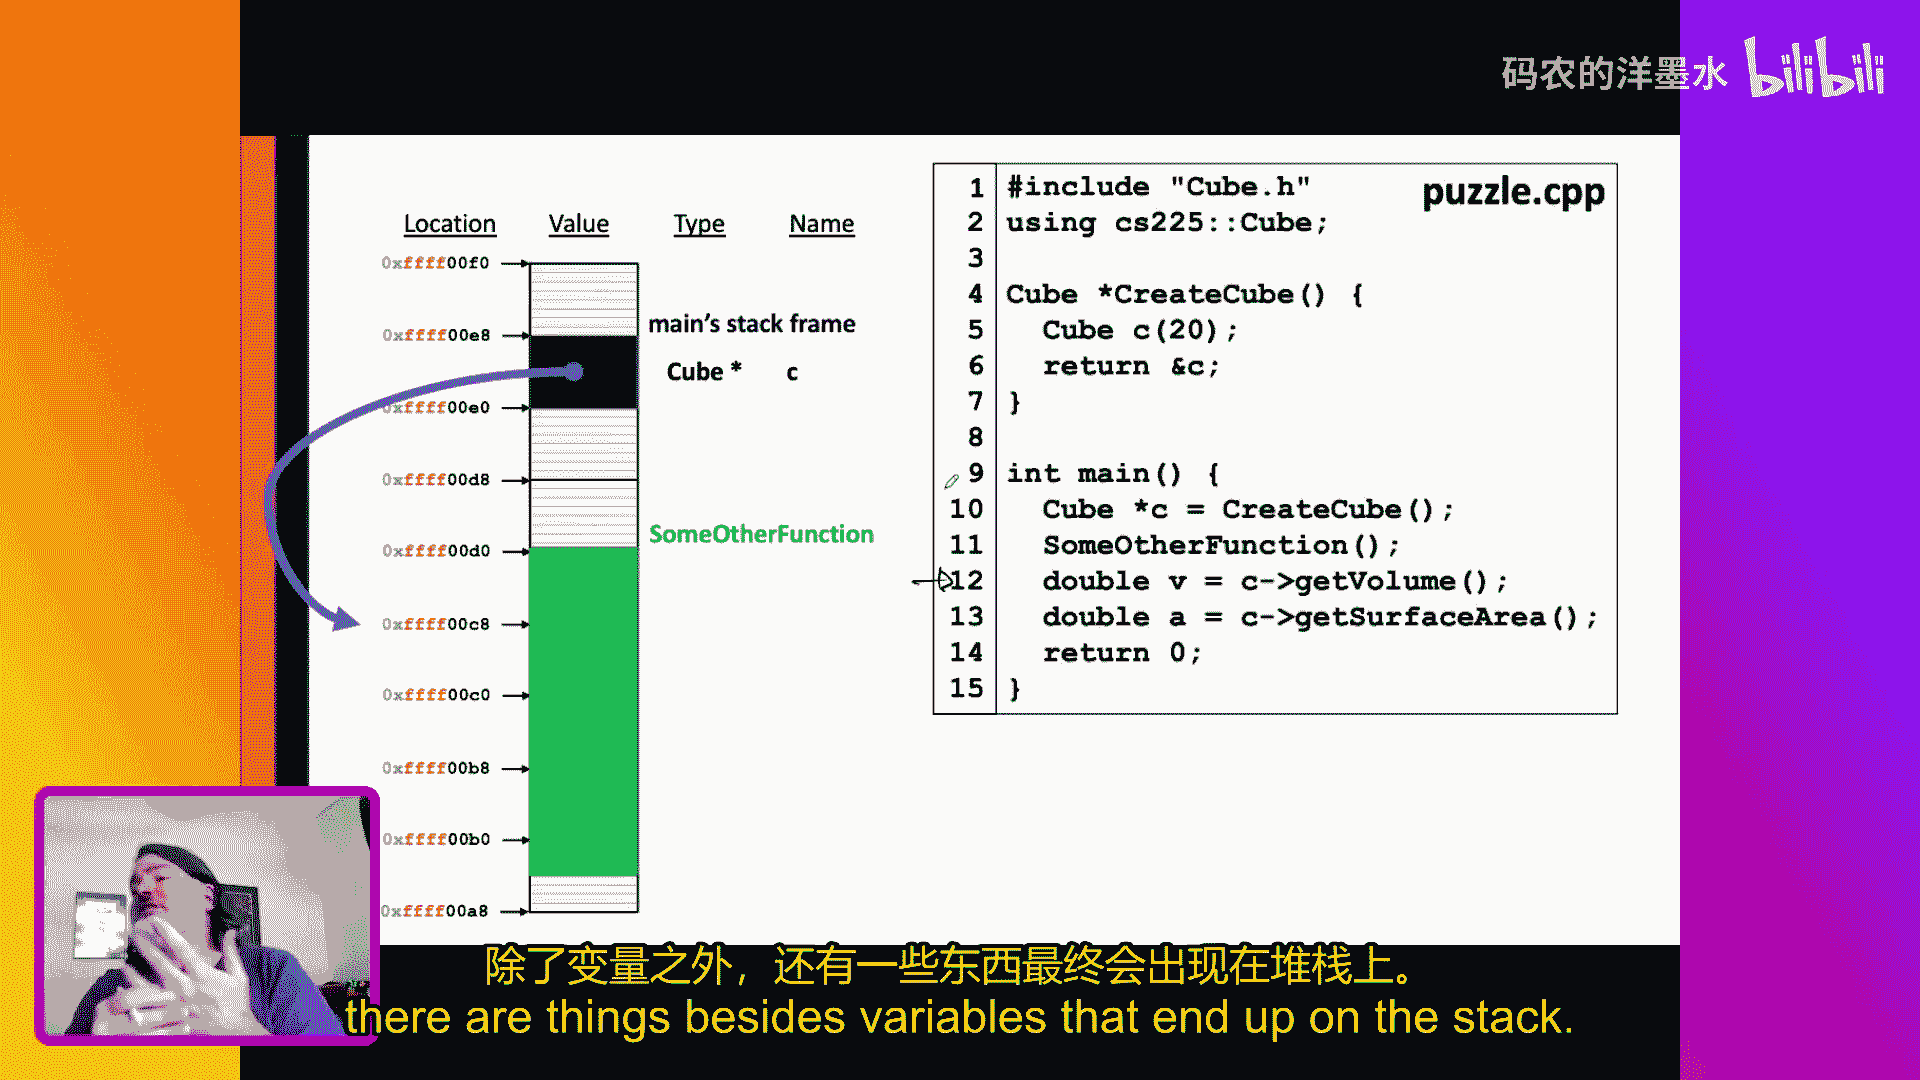 码农的洋墨水 bilibili
Location Value Type Name
0xffff00f0
main's stack frame
0xffff00e8
Cube * c
0xffff00e0
0xffff00d8
SomeOtherFunction
0xffff00d0
0xffff00c8
0xffff00c0
0xffff00b8
0xffff00b0
0xffff00a8
puzzle.cpp
1 #include "Cube.h"
2 using cs225::Cube;
3
4 Cube *CreateCube() {
5 Cube c(20);
6 return &c;
7 }
8
9 int main() {
10 Cube *c = CreateCube();
11 SomeOtherFunction();
12 double v = c->getVolume();
13 double a = c->getSurfaceArea();
14 return 0;
15 }
除了变量之外，还有一些东西最终会出现在堆栈上。
there are things besides variables that end up on the stack.